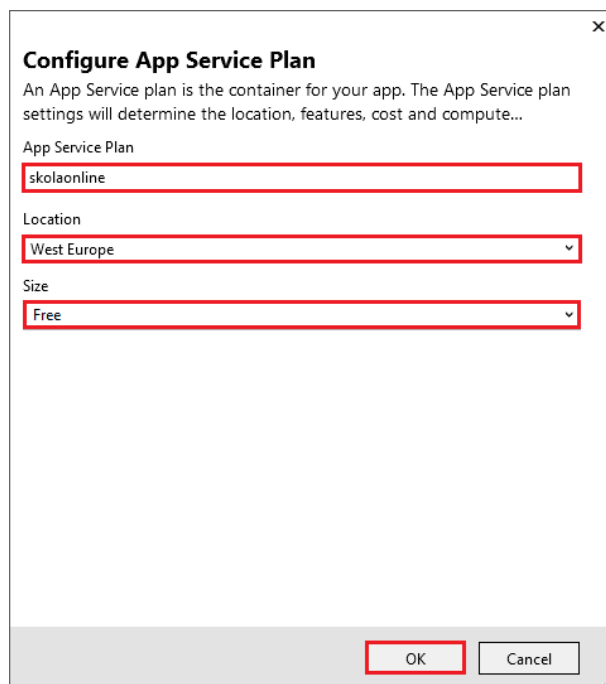 Configure App Service Plan
An App Service plan is the container for your app. The App Service plan
settings will determine the location, features, cost and compute...
App Service Plan
skolaonline
Location
West Europe
Size
Free
OK
Cancel